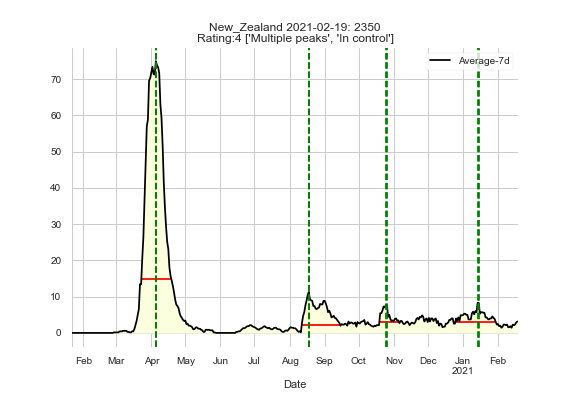 New_Zealand 2021-02-19: 2350
Rating:4 ['Multiple peaks', 'In control']
Average-7d
70
60
50
40
30
20
10
0
Feb Mar Apr May Jun Jul Aug Sep Oct Nov Dec Jan Feb
2021
Date